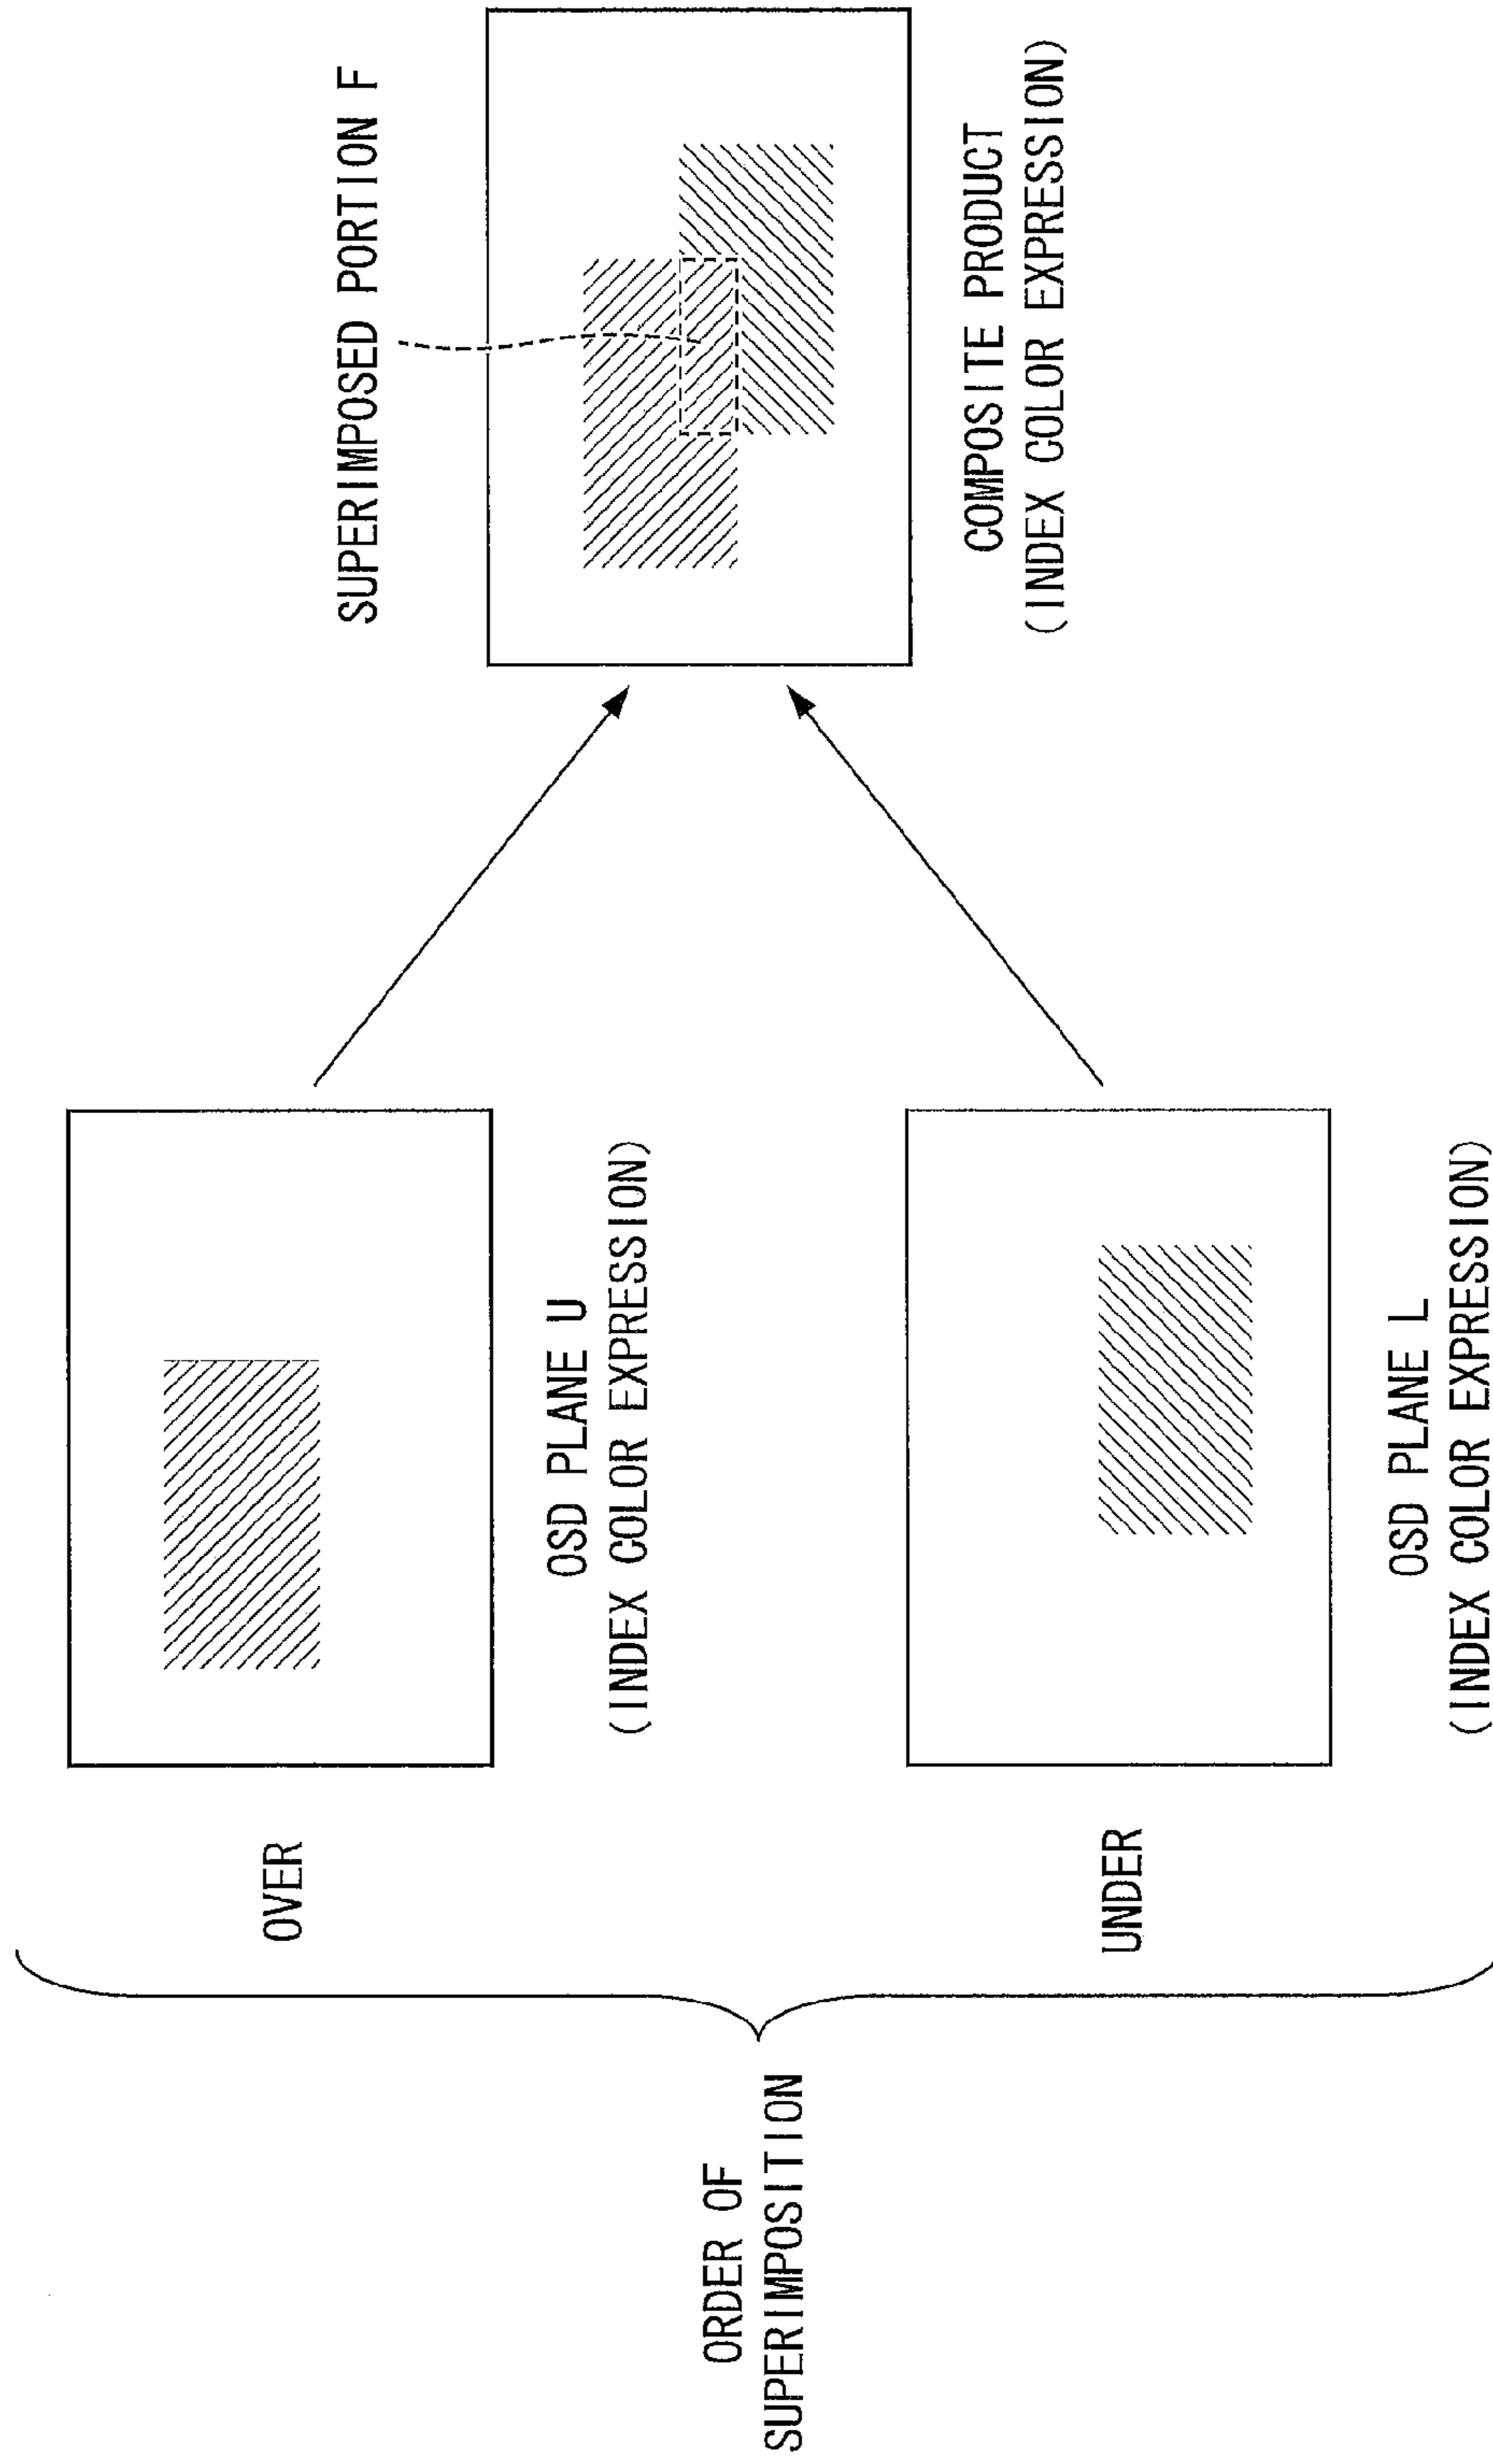 ORDER OF
SUPERIMPOSITION
OVER
OSD PLANE U
(INDEX COLOR EXPRESSION)
UNDER
OSD PLANE L
(INDEX COLOR EXPRESSION)
SUPERIMPOSED PORTION F
COMPOSITE PRODUCT
(INDEX COLOR EXPRESSION)